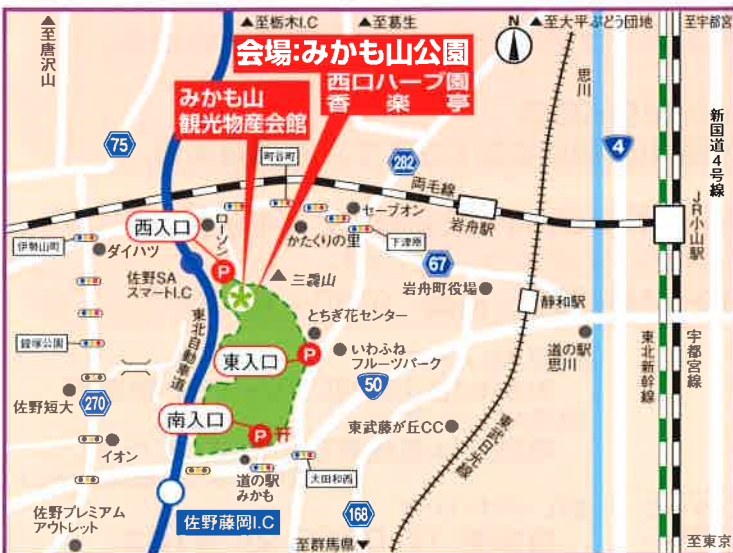 ▲至唐沢山
▲至栃木I.C
▲至葛生
N
▲至大平ぶどう団地
至宇都宮
会場:みかも山公園
西口ハーブ園
香楽亭
みかも山
観光物産会館
思川
4
新国道4号線
75
町谷町
282
両毛線
岩舟駅
JR小山駅
西入口
ローソン
セーブオン
かたくりの里
下津原
伊勢山町
ダイハツ
P
67
佐野SA
スマートI.C
▲三毳山
岩舟町役場
静和駅
とちぎ花センター
東北自動車道
鐙塚公園
東入口
P
いわふね
フルーツパーク
道の駅
思川
東北新幹線
宇都宮線
50
佐野短大
270
南入口
P
東武藤が丘CC
東武日光線
イオン
道の駅
みかも
大田和西
佐野プレミアム
アウトレット
佐野藤岡I.C
168
至群馬県▼
至東京